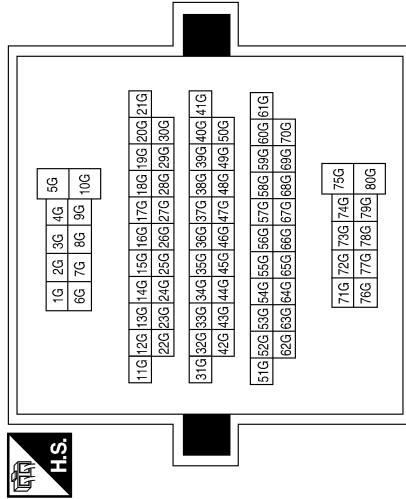 1G 2G 3G 4G 5G
6G 7G 8G 9G 10G
11G 12G 13G 14G 15G 16G 17G 18G 19G 20G 21G
22G 23G 24G 25G 26G 27G 28G 29G 30G
31G 32G 33G 34G 35G 36G 37G 38G 39G 40G 41G
42G 43G 44G 45G 46G 47G 48G 49G 50G
51G 52G 53G 54G 55G 56G 57G 58G 59G 60G 61G
62G 63G 64G 65G 66G 67G 68G 69G 70G
71G 72G 73G 74G 75G
76G 77G 78G 79G 80G
H.S.